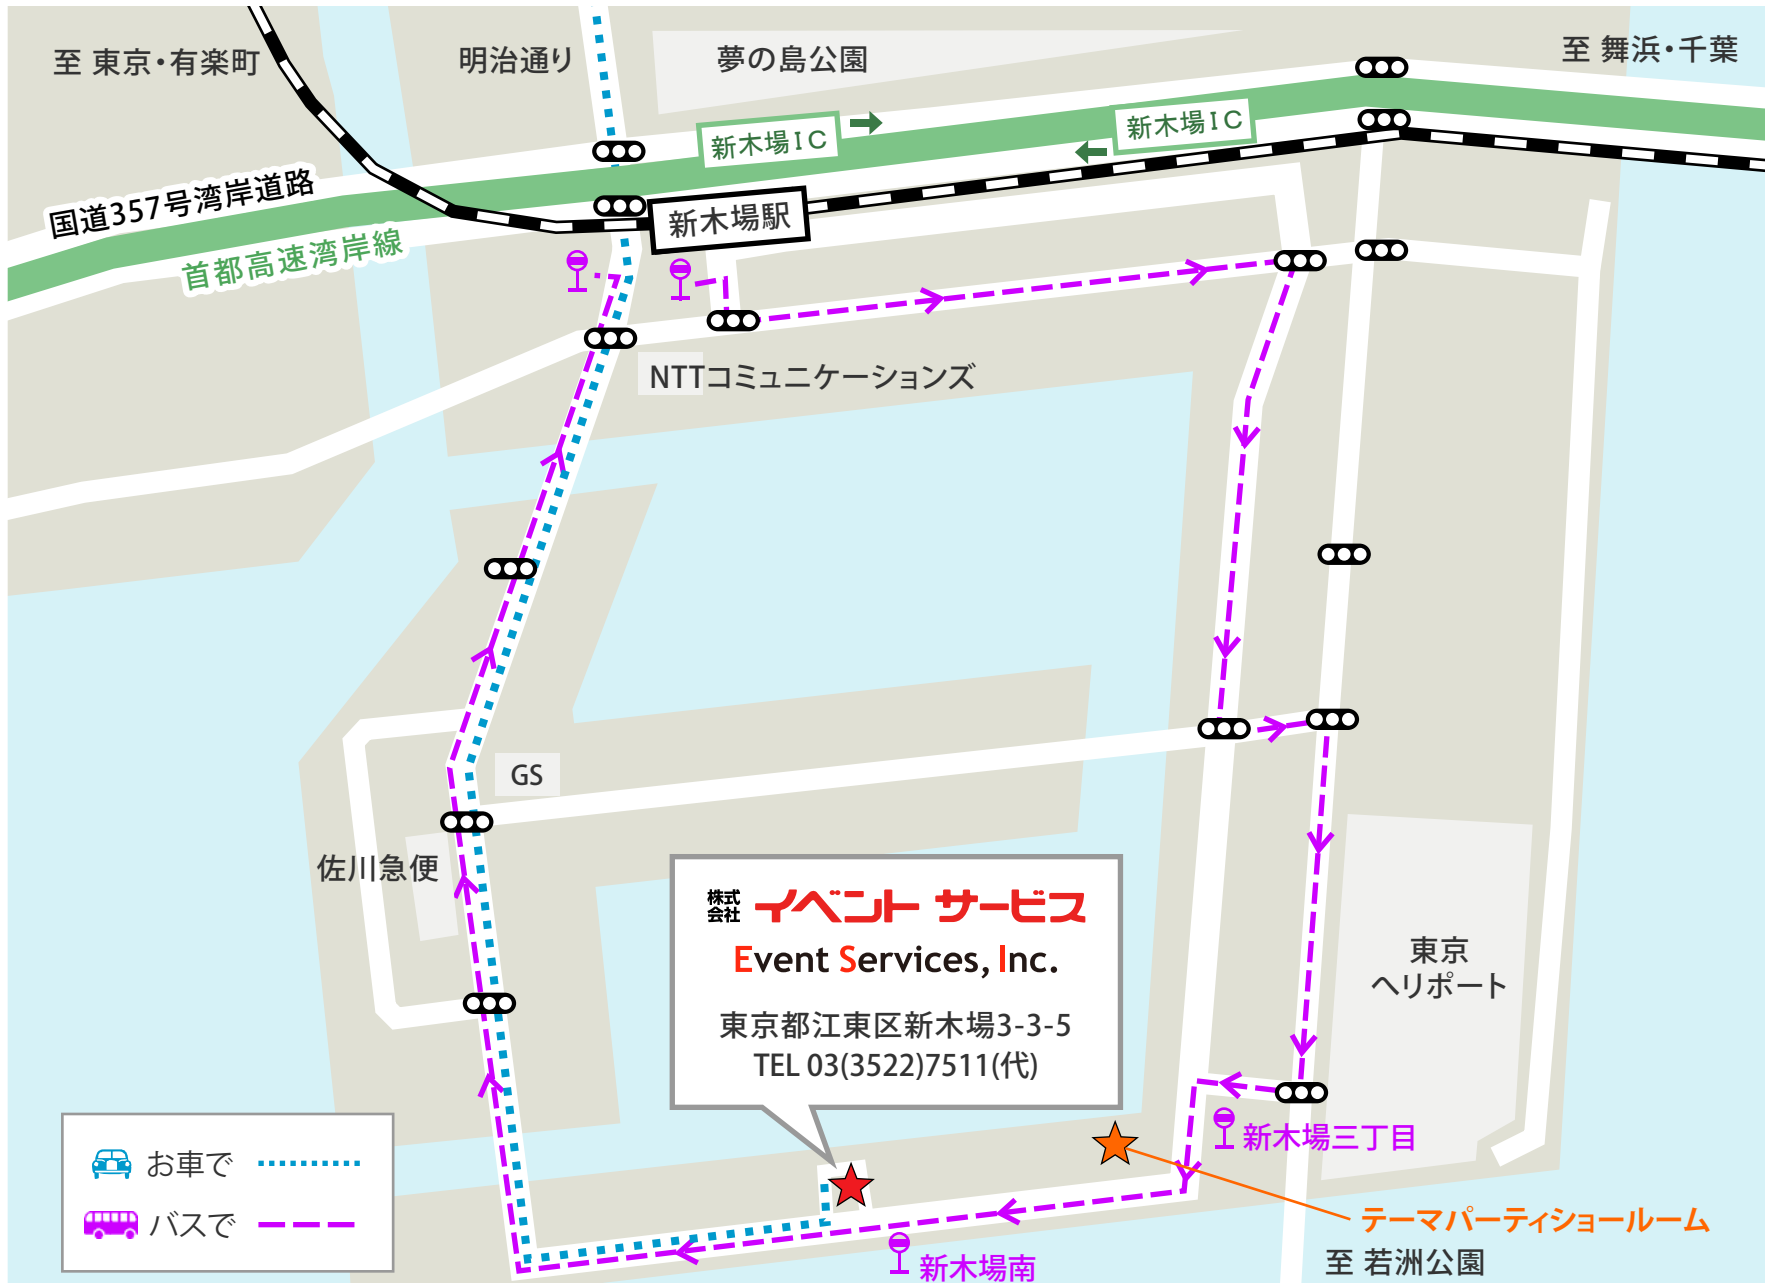 至 東京・有楽町
明治通り
夢の島公園
至 舞浜・千葉
新木場IC
新木場IC
国道357号湾岸道路
首都高速湾岸線
新木場駅
NTTコミュニケーションズ
GS
佐川急便
株式会社 イベント サービス
Event Services, Inc.
東京都江東区新木場3-3-5
TEL 03(3522)7511(代)
東京
ヘリポート
新木場三丁目
お車で
バスで
テーマパーティショールーム
新木場南
至 若洲公園